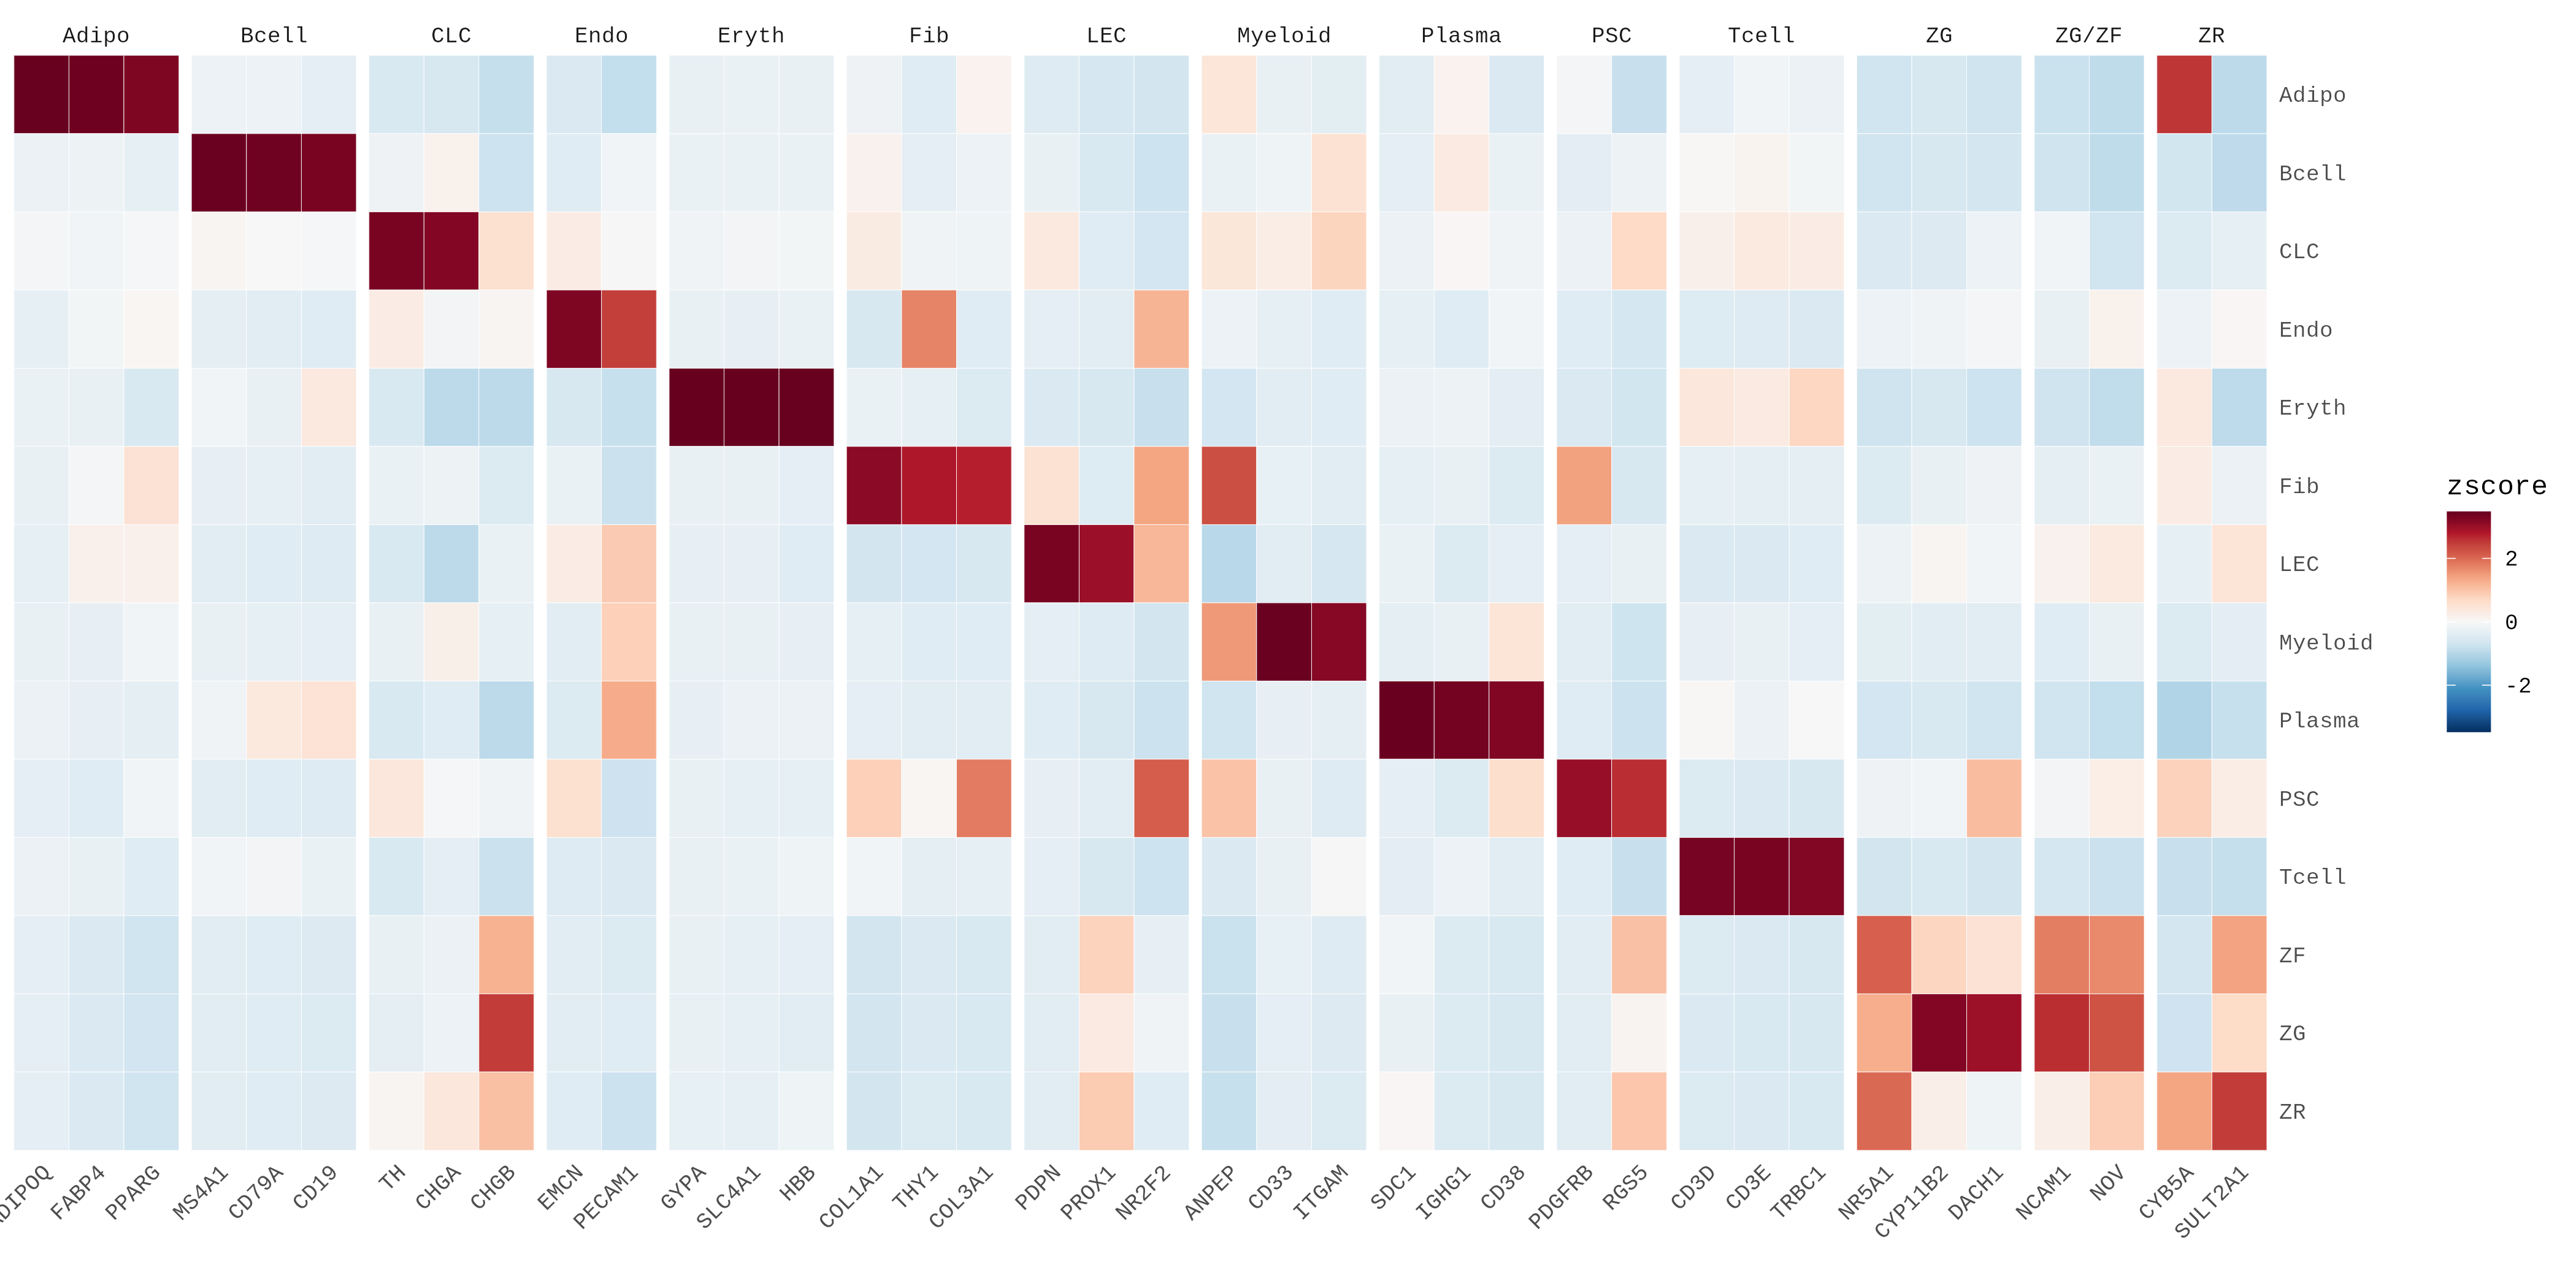 Adipo Bcell CLC Endo Eryth Fib LEC Myeloid Plasma PSC Tcell ZG ZG/ZF ZR
Adipo
Bcell
CLC
Endo
Eryth
Fib
LEC
Myeloid
Plasma
PSC
Tcell
ZF
ZG
ZR
zscore
2
0
-2
DIPOQ FABP4 PPARG MS4A1 CD79A CD19 TH CHGA CHGB EMCN PECAM1 GYPA SLC4A1 HBB COL1A1 THY1 COL3A1 PDPN PROX1 NR2F2 ANPEP CD33 ITGAM SDC1 IGHG1 CD38 PDGFRB RGS5 CD3D CD3E TRBC1 NR5A1 CYP11B2 DACH1 NCAM1 NOV CYB5A SULT2A1